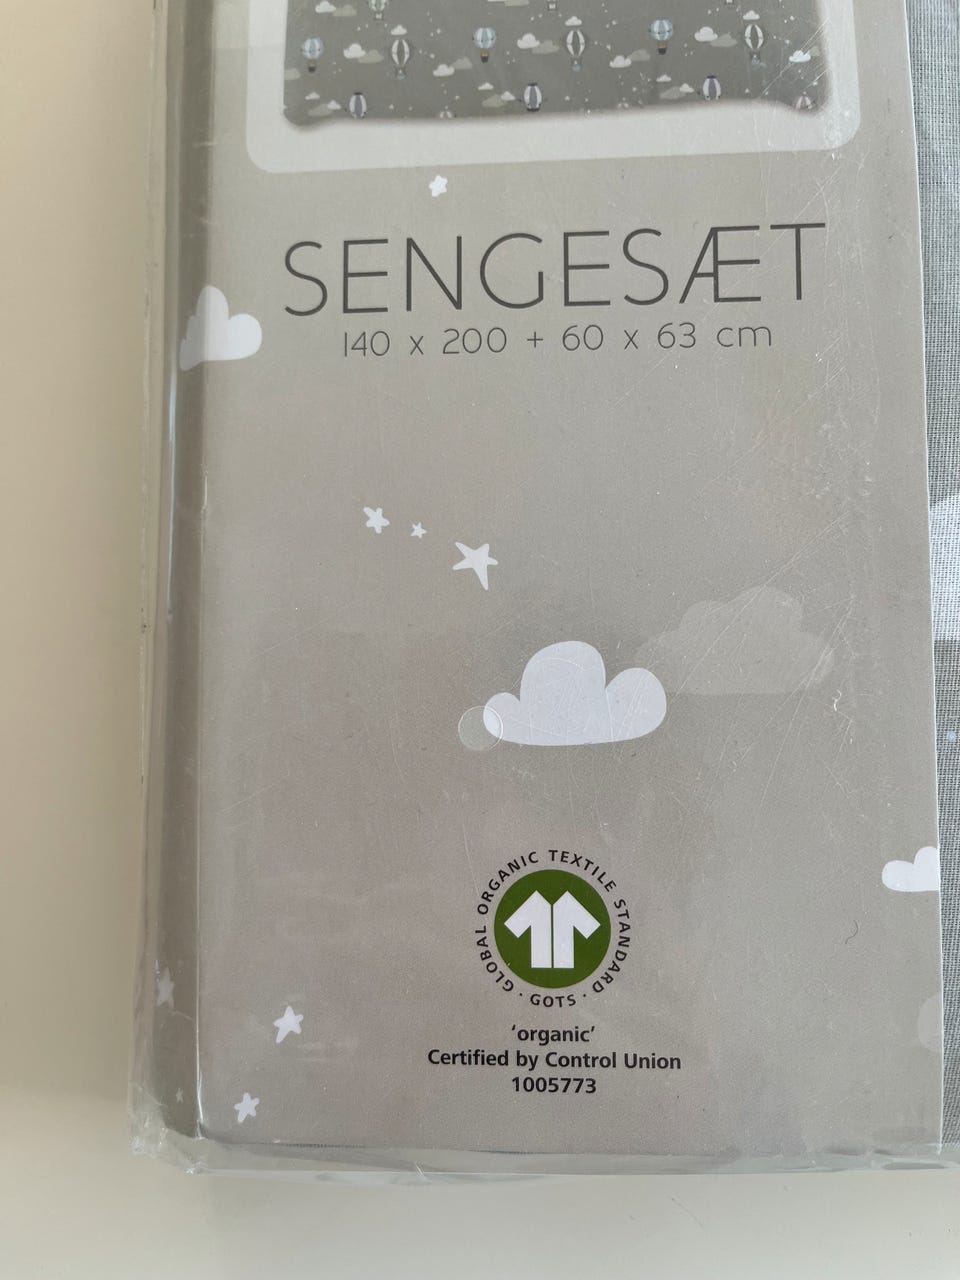 SENGESÆT
140 x 200 + 60 x 63 cm
GLOBAL ORGANIC TEXTILE STANDARD · GOTS ·
‘organic’
Certified by Control Union
1005773